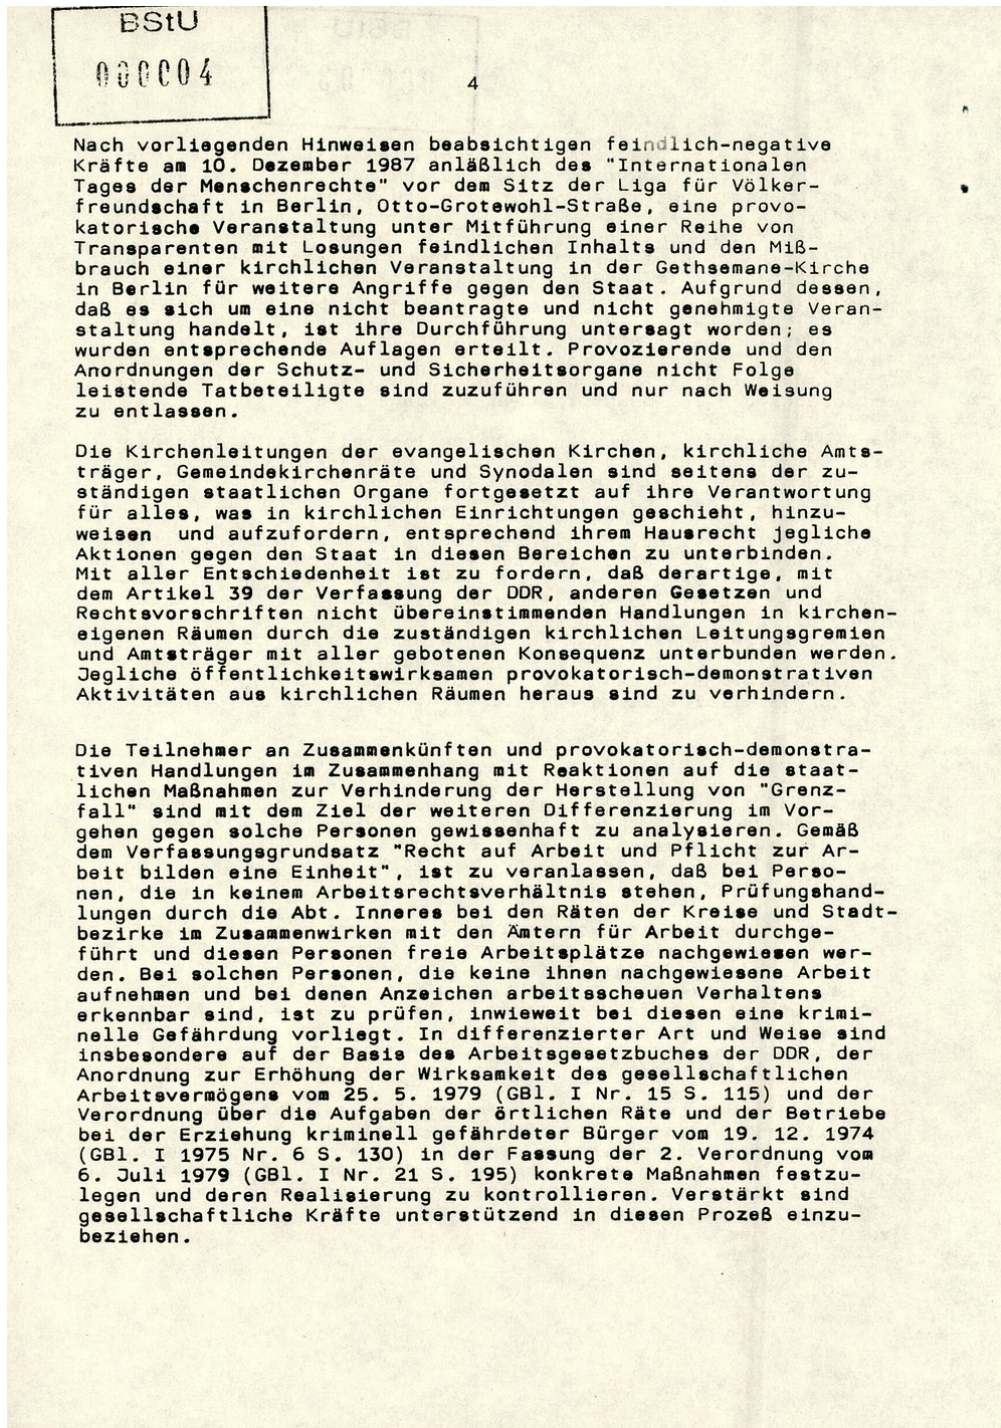 BStU
000004
4
Nach vorliegenden Hinweisen beabsichtigen feindlich-negative
Kräfte am 10. Dezember 1987 anläßlich des "Internationalen
Tages der Menschenrechte" vor dem Sitz der Liga für Völker-
freundschaft in Berlin, Otto-Grotewohl-Straße, eine provo-
katorische Veranstaltung unter Mitführung einer Reihe von
Transparenten mit Losungen feindlichen Inhalts und den Miß-
brauch einer kirchlichen Veranstaltung in der Gethsemane-Kirche
in Berlin für weitere Angriffe gegen den Staat. Aufgrund dessen,
daß es sich um eine nicht beantragte und nicht genehmigte Veran-
staltung handelt, ist ihre Durchführung untersagt worden; es
wurden entsprechende Auflagen erteilt. Provozierende und den
Anordnungen der Schutz- und Sicherheitsorgane nicht Folge
leistende Tatbeteiligte sind zuzuführen und nur nach Weisung
zu entlassen.
Die Kirchenleitungen der evangelischen Kirchen, kirchliche Amts-
träger, Gemeindekirchenräte und Synodalen sind seitens der zu-
ständigen staatlichen Organe fortgesetzt auf ihre Verantwortung
für alles, was in kirchlichen Einrichtungen geschieht, hinzu-
weisen und aufzufordern, entsprechend ihrem Hausrecht jegliche
Aktionen gegen den Staat in diesen Bereichen zu unterbinden.
Mit aller Entschiedenheit ist zu fordern, daß derartige, mit
dem Artikel 39 der Verfassung der DDR, anderen Gesetzen und
Rechtsvorschriften nicht übereinstimmenden Handlungen in kirchen-
eigenen Räumen durch die zuständigen kirchlichen Leitungsgremien
und Amtsträger mit aller gebotenen Konsequenz unterbunden werden.
Jegliche öffentlichkeitswirksamen provokatorisch-demonstrativen
Aktivitäten aus kirchlichen Räumen heraus sind zu verhindern.
Die Teilnehmer an Zusammenkünften und provokatorisch-demonstra-
tiven Handlungen im Zusammenhang mit Reaktionen auf die staat-
lichen Maßnahmen zur Verhinderung der Herstellung von "Grenz-
fall" sind mit dem Ziel der weiteren Differenzierung im Vor-
gehen gegen solche Personen gewissenhaft zu analysieren. Gemäß
dem Verfassungsgrundsatz "Recht auf Arbeit und Pflicht zur Ar-
beit bilden eine Einheit", ist zu veranlassen, daß bei Perso-
nen, die in keinem Arbeitsrechtsverhältnis stehen, Prüfungshand-
lungen durch die Abt. Inneres bei den Räten der Kreise und Stadt-
bezirke im Zusammenwirken mit den Ämtern für Arbeit durchge-
führt und diesen Personen freie Arbeitsplätze nachgewiesen wer-
den. Bei solchen Personen, die keine ihnen nachgewiesene Arbeit
aufnehmen und bei denen Anzeichen arbeitsscheuen Verhaltens
erkennbar sind, ist zu prüfen, inwieweit bei diesen eine krimi-
nelle Gefährdung vorliegt. In differenzierter Art und Weise sind
insbesondere auf der Basis des Arbeitsgesetzbuches der DDR, der
Anordnung zur Erhöhung der Wirksamkeit des gesellschaftlichen
Arbeitsvermögens vom 25. 5. 1979 (GBl. I Nr. 15 S. 115) und der
Verordnung über die Aufgaben der örtlichen Räte und der Betriebe
bei der Erziehung kriminell gefährdeter Bürger vom 19. 12. 1974
(GBl. I 1975 Nr. 6 S. 130) in der Fassung der 2. Verordnung vom
6. Juli 1979 (GBl. I Nr. 21 S. 195) konkrete Maßnahmen festzu-
legen und deren Realisierung zu kontrollieren. Verstärkt sind
gesellschaftliche Kräfte unterstützend in diesen Prozeß einzu-
beziehen.